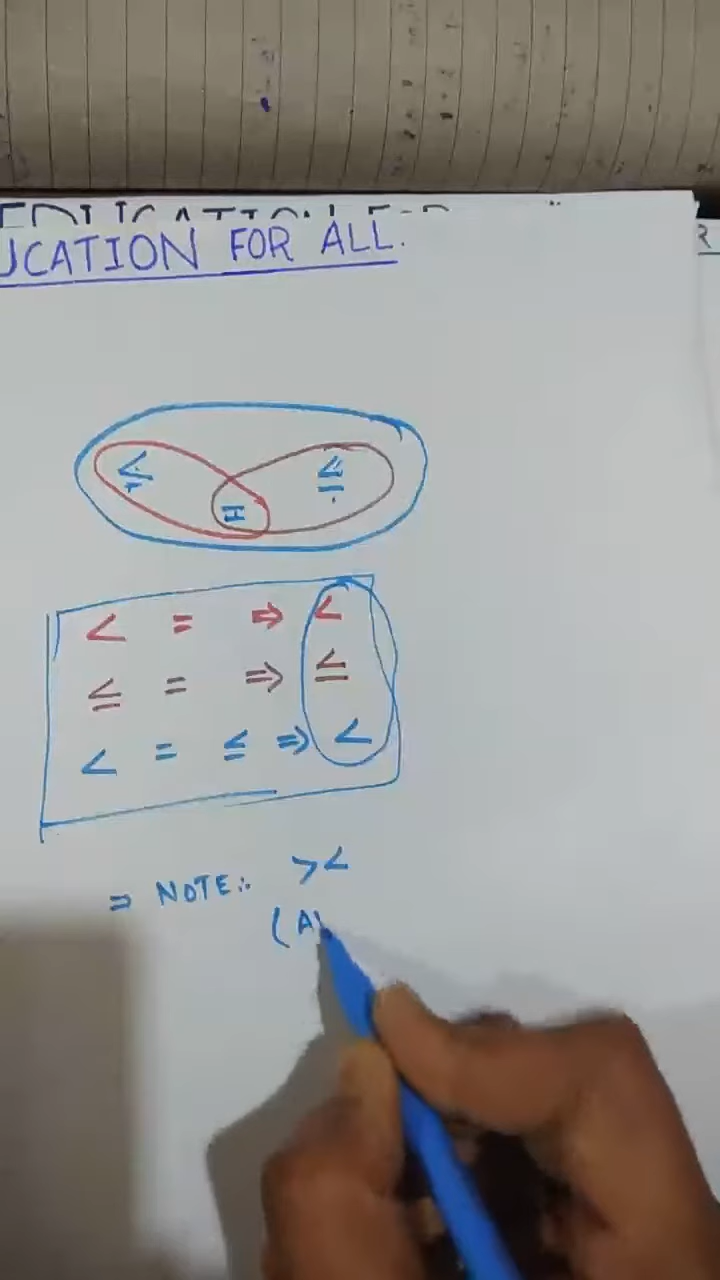 UCATION FOR ALL.
R
≤ ≤
=
< = ⇒ <
≤ = ⇒ ≤
< = ≤ ⇒ <
⇒ NOTE:. ><
(A)